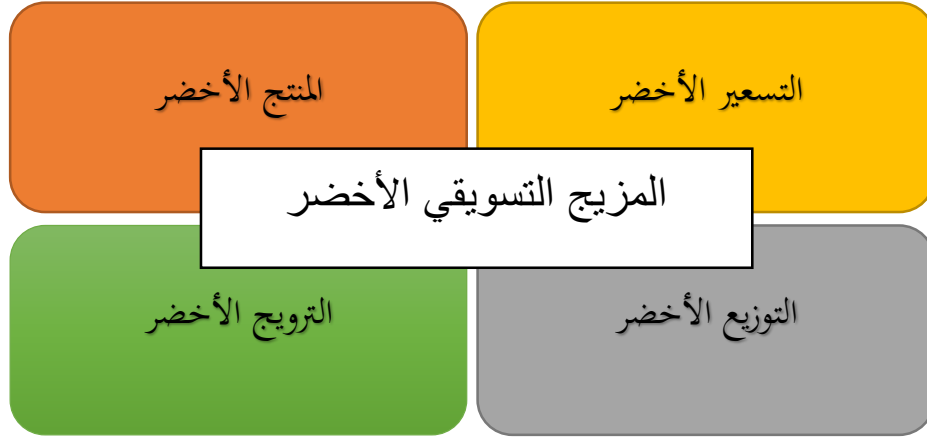 التسعير الأخضر
المنتج الأخضر
المزيج التسويقي الأخضر
التوزيع الأخضر
الترويج الأخضر